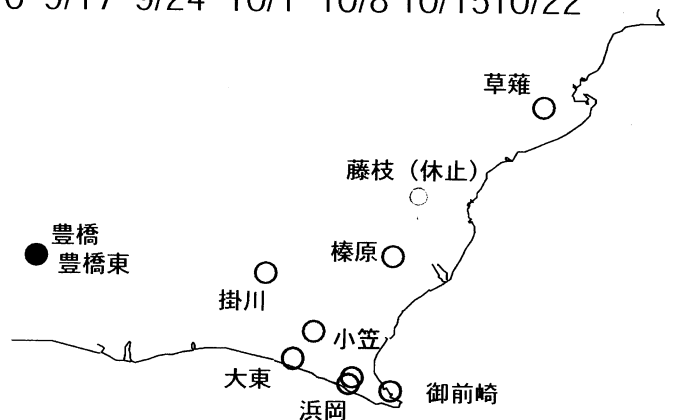 9/17 9/24 10/1 10/8 10/15 10/22
草薙
藤枝（休止）
豊橋
豊橋東
榛原
掛川
小笠
大東
御前崎
浜岡